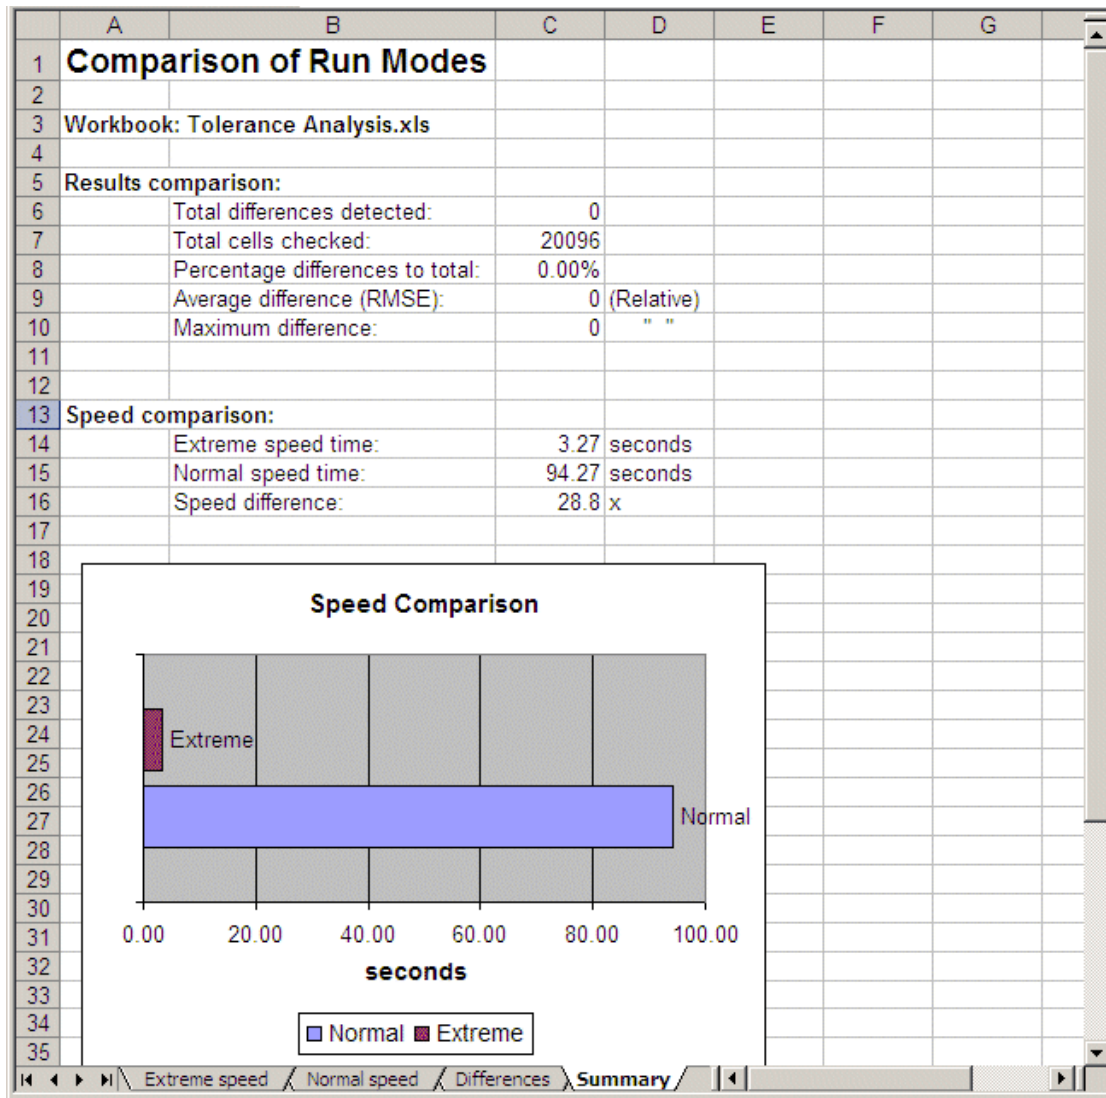 A B C D E F G
1 Comparison of Run Modes
2
3 Workbook: Tolerance Analysis.xls
4
5 Results comparison:
6 Total differences detected: 0
7 Total cells checked: 20096
8 Percentage differences to total: 0.00%
9 Average difference (RMSE): 0 (Relative)
10 Maximum difference: 0 " "
11
12
13 Speed comparison:
14 Extreme speed time: 3.27 seconds
15 Normal speed time: 94.27 seconds
16 Speed difference: 28.8 x
17
18
19
Speed Comparison
20
21
22
23
24 Extreme
25
26
27 Normal
28
29
30
31 0.00 20.00 40.00 60.00 80.00 100.00
32 seconds
33
34 Normal Extreme
35
Extreme speed Normal speed Differences Summary